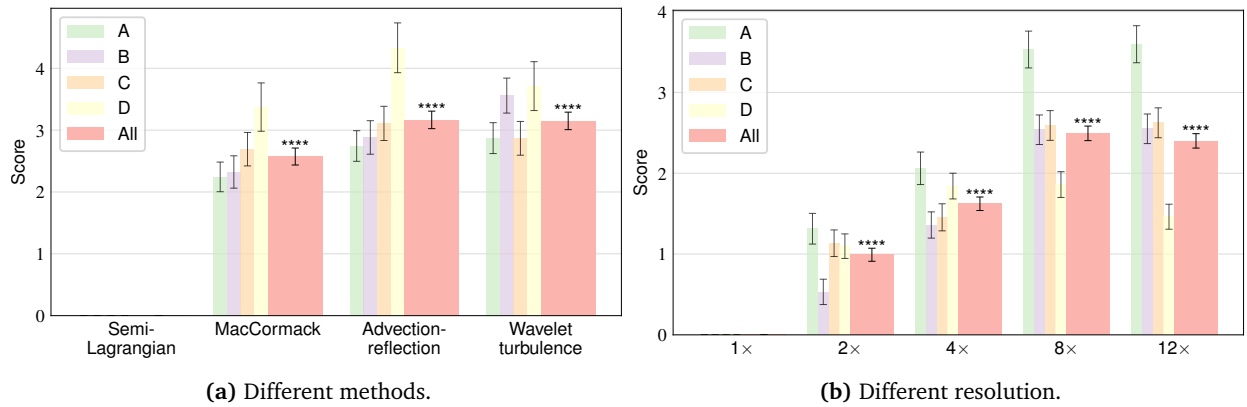 A
B
C
D
All
Score
4
3
2
1
0
****
****
****
Semi-
Lagrangian
MacCormack
Advection-
reflection
Wavelet
turbulence
(a) Different methods.
A
B
C
D
All
Score
4
3
2
1
0
****
****
****
****
1×
2×
4×
8×
12×
(b) Different resolution.